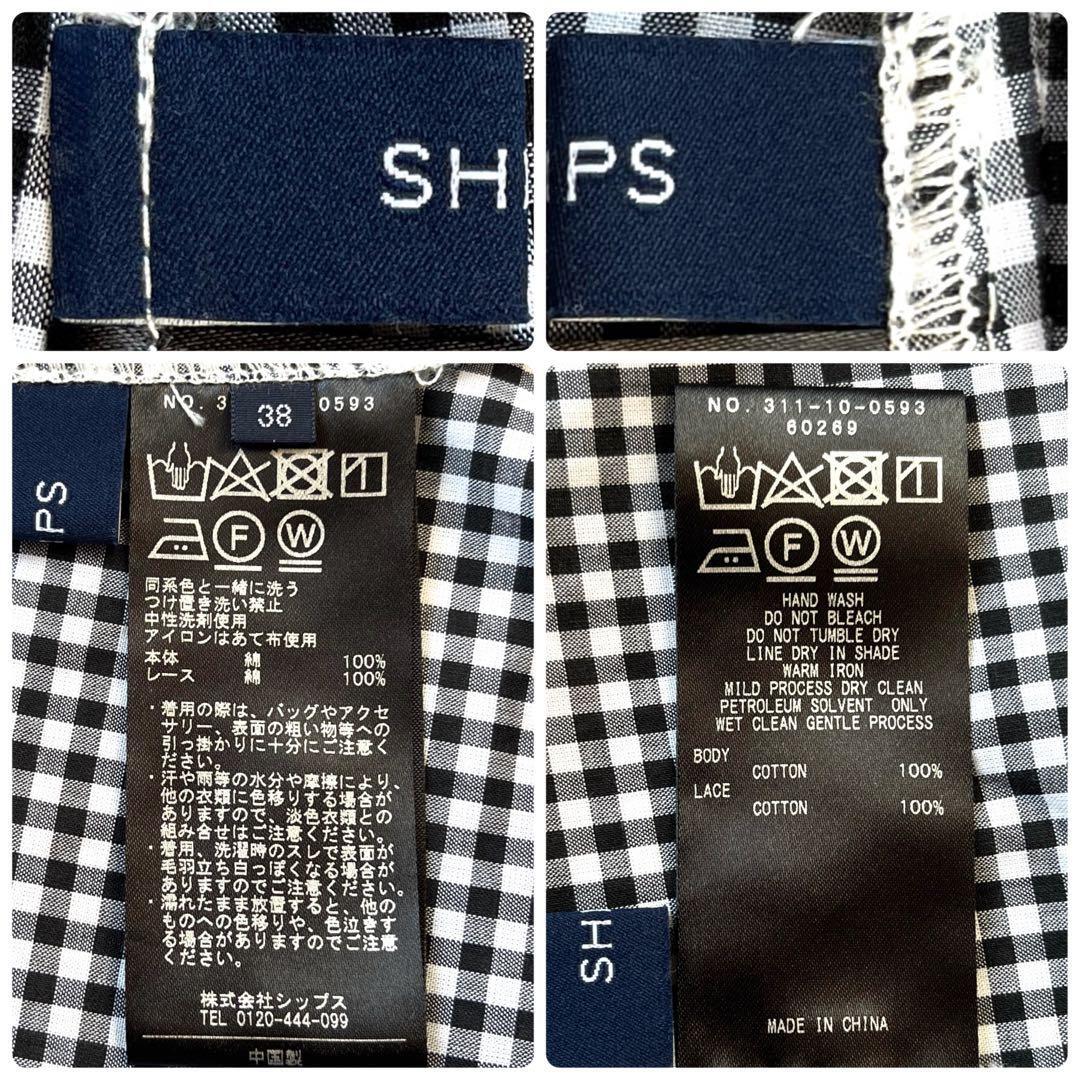 SH
IPS
NO. 3
0593
38
PS
F
W
同系色と一緒に洗う
つけ置き洗い禁止
中性洗剤使用
アイロンはあて布使用
本体 綿 100%
レース 綿 100%
・着用の際は、バッグやアクセ
サリー、表面の粗い物等への
引っ掛かりに十分にご注意く
ださい。
・汗や雨等の水分や摩擦により、
他の衣類に色移りする場合が
ありますので、淡色衣類との
組み合せはご注意ください。
・着用、洗濯時のスレで表面が
毛羽立ち白っぽくなる場合が
ありますのでご注意ください。
・濡れたまま放置すると、他の
ものへの色移りや、色泣きす
る場合がありますのでご注意
ください。
株式会社シップス
TEL 0120-444-099
中国製
NO. 311-10-0593
60269
F
W
HAND WASH
DO NOT BLEACH
DO NOT TUMBLE DRY
LINE DRY IN SHADE
WARM IRON
MILD PROCESS DRY CLEAN
PETROLEUM SOLVENT ONLY
WET CLEAN GENTLE PROCESS
BODY
COTTON 100%
LACE
COTTON 100%
SH
MADE IN CHINA